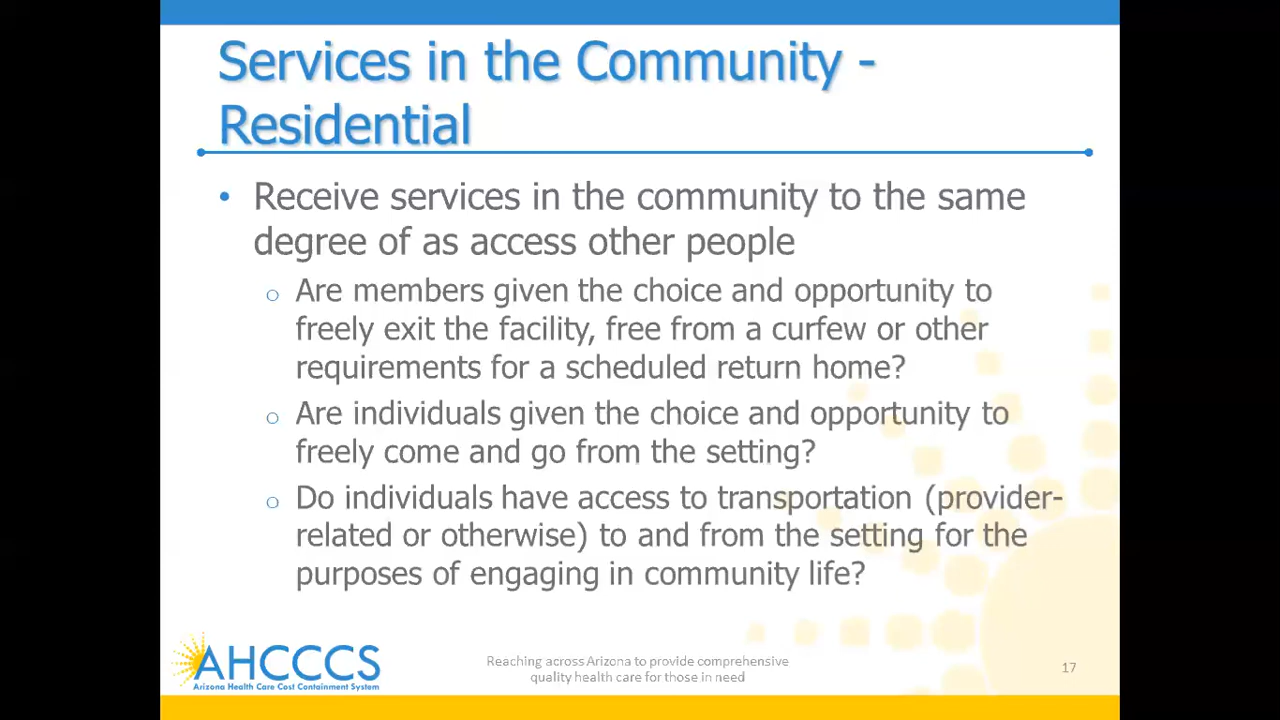 Services in the Community -
Residential
• Receive services in the community to the same
degree of as access other people
o Are members given the choice and opportunity to
freely exit the facility, free from a curfew or other
requirements for a scheduled return home?
o Are individuals given the choice and opportunity to
freely come and go from the setting?
o Do individuals have access to transportation (provider-
related or otherwise) to and from the setting for the
purposes of engaging in community life?
AHCCCS
Arizona Health Care Cost Containment System
Reaching across Arizona to provide comprehensive
quality health care for those in need
17